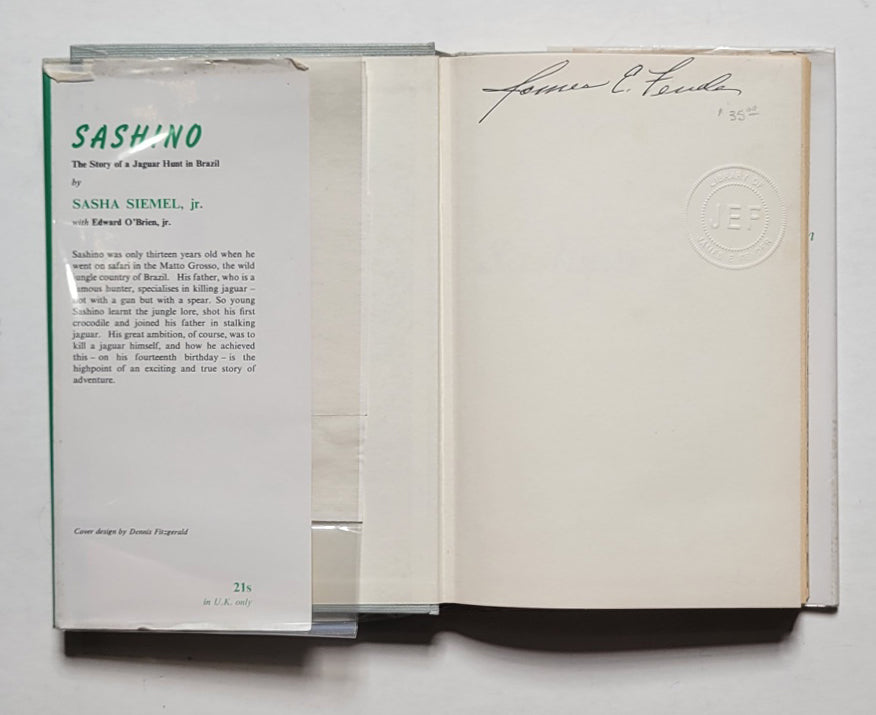 SASHINO
The Story of a Jaguar Hunt in Brazil
by
SASHA SIEMEL, jr.
with Edward O'Brien, jr.
Sashino was only thirteen years old when he
went on safari in the Matto Grosso, the wild
jungle country of Brazil. His father, who is a
famous hunter, specialises in killing jaguar –
not with a gun but with a spear. So young
Sashino learnt the jungle lore, shot his first
crocodile and joined his father in stalking
jaguar. His great ambition, of course, was to
kill a jaguar himself, and how he achieved
this – on his fourteenth birthday – is the
highpoint of an exciting and true story of
adventure.
Cover design by Dennis Fitzgerald
21s
in U.K. only
James E.
$35.00
LIBRARY OF
JEF